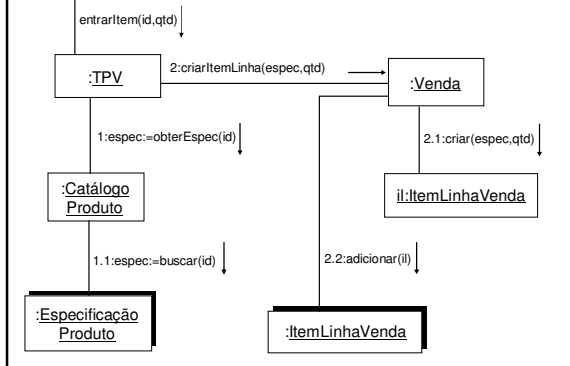 entrarItem(id,qtd)
:TPV
2:criarItemLinha(espec,qtd)
:Venda
1:espec:=obterEspec(id)
2.1:criar(espec,qtd)
:Catálogo
Produto
il:ItemLinhaVenda
1.1:espec:=buscar(id)
2.2:adicionar(il)
:Especificação
Produto
:ItemLinhaVenda